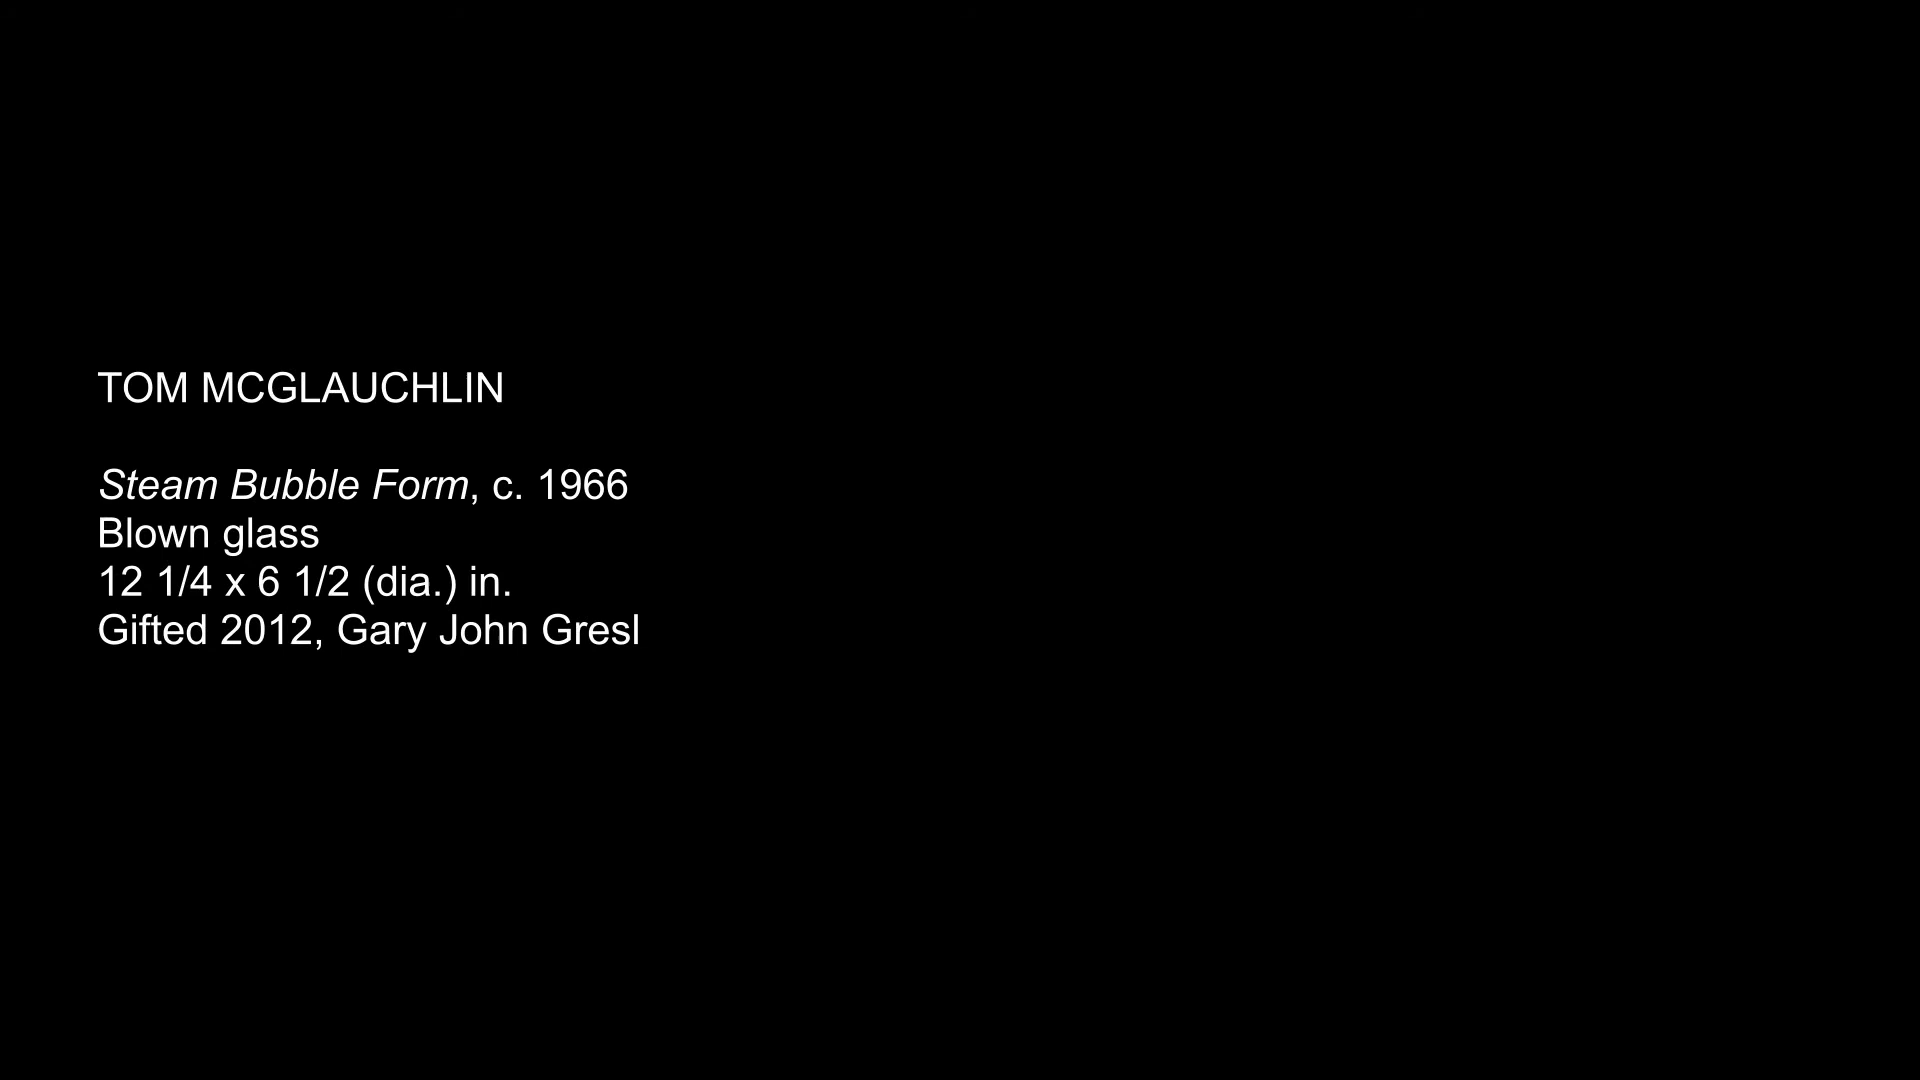 TOM MCGLAUCHLIN
Steam Bubble Form, c. 1966
Blown glass
12 1/4 x 6 1/2 (dia.) in.
Gifted 2012, Gary John Gresl